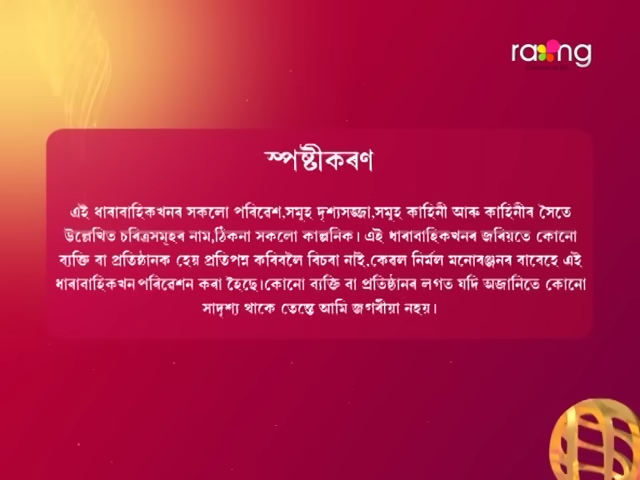 rang
স্পষ্টীকৰণ
এই ধাৰাবাহিকখনৰ সকলো পৰিৱেশ,সমূহ দৃশ্যসজ্জা,সমূহ কাহিনী আৰু কাহিনীৰ সৈতে
উল্লেখিত চৰিত্ৰসমূহৰ নাম,ঠিকনা সকলো কাল্পনিক। এই ধাৰাবাহিকখনৰ জৰিয়তে কোনো
ব্যক্তি বা প্ৰতিষ্ঠানক হেয় প্ৰতিপন্ন কৰিবলৈ বিচৰা নাই.কেৱল নিৰ্মল মনোৰঞ্জনৰ বাবেহে এই
ধাৰাবাহিকখন পৰিৱেশন কৰা হৈছে।কোনো ব্যক্তি বা প্ৰতিষ্ঠানৰ লগত যদি অজানিতে কোনো
সাদৃশ্য থাকে তেন্তে আমি জগৰীয়া নহয়।